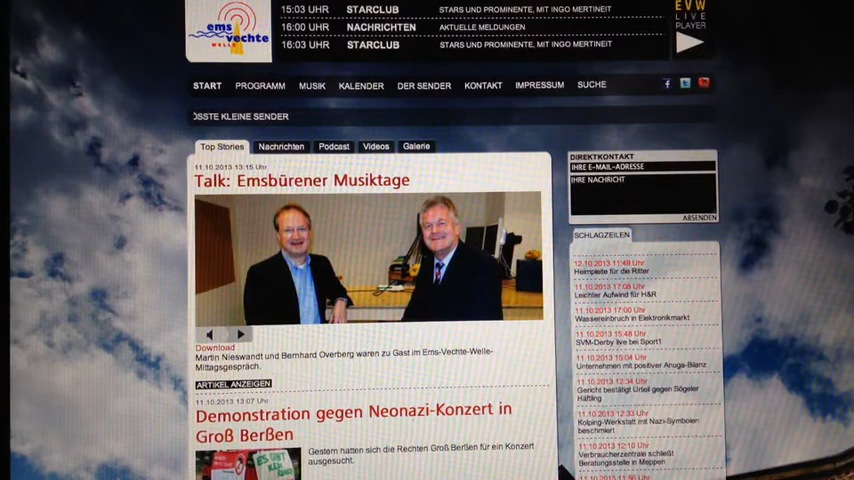 ems
vechte
WELLE
15:03 UHR STARCLUB STARS UND PROMINENTE, MIT INGO MERTINEIT
16:00 UHR NACHRICHTEN AKTUELLE MELDUNGEN
16:03 UHR STARCLUB STARS UND PROMINENTE, MIT INGO MERTINEIT
EVW
LIVE
PLAYER
START PROGRAMM MUSIK KALENDER DER SENDER KONTAKT IMPRESSUM SUCHE
ÖSSTE KLEINE SENDER
Top Stories Nachrichten Podcast Videos Galerie
11.10.2013 13:15 Uhr
Talk: Emsbürener Musiktage
Download
Martin Nieswandt und Bernhard Overberg waren zu Gast im Ems-Vechte-Welle-
Mittagsgespräch.
ARTIKEL ANZEIGEN
11.10.2013 13:07 Uhr
Demonstration gegen Neonazi-Konzert in
Groß Berßen
Gestern hatten sich die Rechten Groß Berßen für ein Konzert
ausgesucht.
ES GIBT
DIREKTKONTAKT
IHRE E-MAIL-ADRESSE
IHRE NACHRICHT
ABSENDEN
SCHLAGZEILEN
12.10.2013 11:49 Uhr
Heimpleite für die Ritter
11.10.2013 17:06 Uhr
Leichter Aufwind für H&R
11.10.2013 17:00 Uhr
Wassereinbruch in Elektronikmarkt
11.10.2013 15:48 Uhr
SVM-Derby live bei Sport1
11.10.2013 15:04 Uhr
Unternehmen mit positiver Anuga-Bilanz
11.10.2013 12:34 Uhr
Gericht bestätigt Urteil gegen Sögeler
Häftling
11.10.2013 12:33 Uhr
Kolping-Werkstatt mit Nazi-Symbolen
beschmiert
11.10.2013 12:10 Uhr
Verbraucherzentrale schließt
Beratungsstelle in Meppen